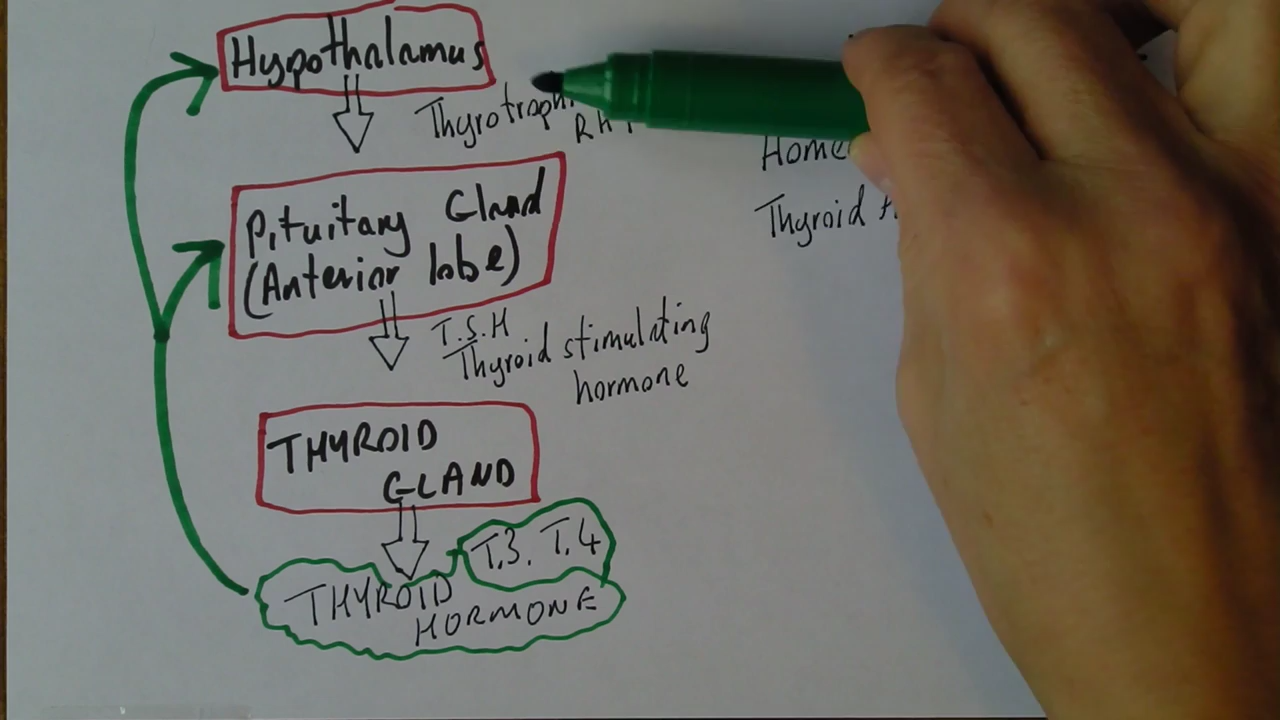 Hypothalamus
Thyrotroph
RH
Home
Thyroid
Pituitary Gland
(Anterior lobe)
T.S.H
Thyroid stimulating
hormone
THYROID
GLAND
T.3. T.4
THYROID
HORMONE